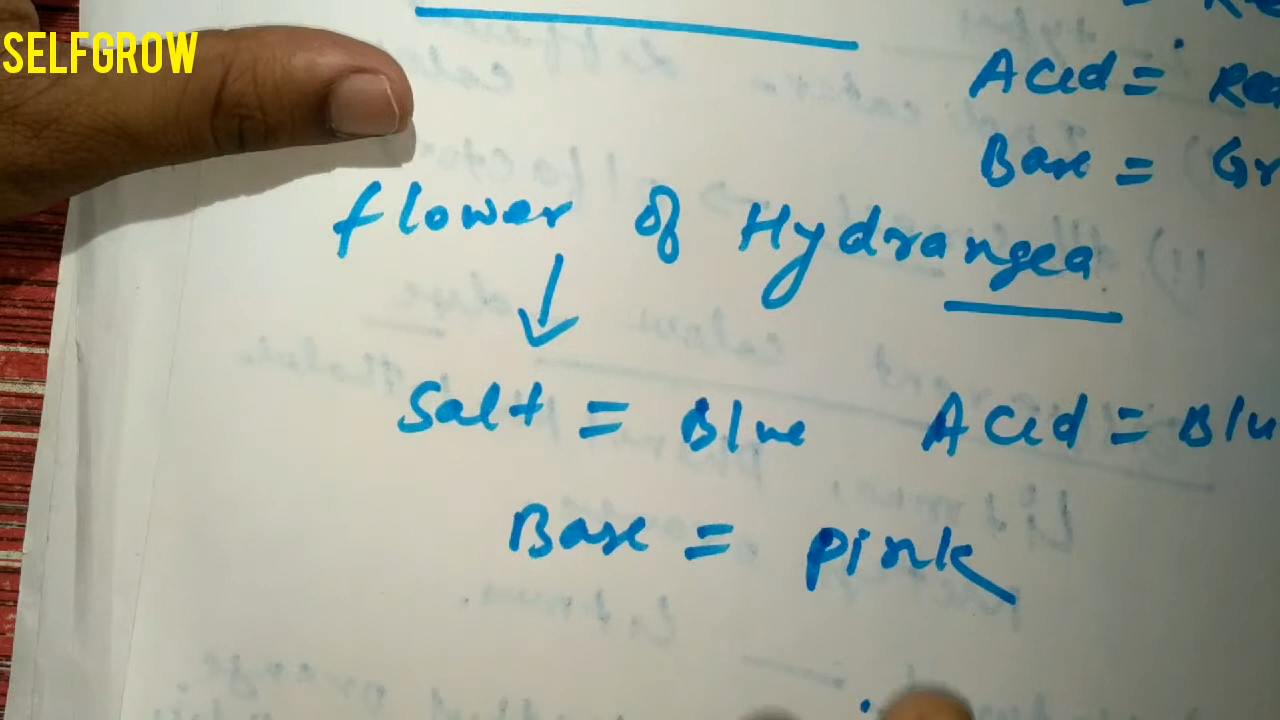 SELFGROW
Acid =
Base =
flower of Hydrangea
Salt = Blue Acid =
Base = pink